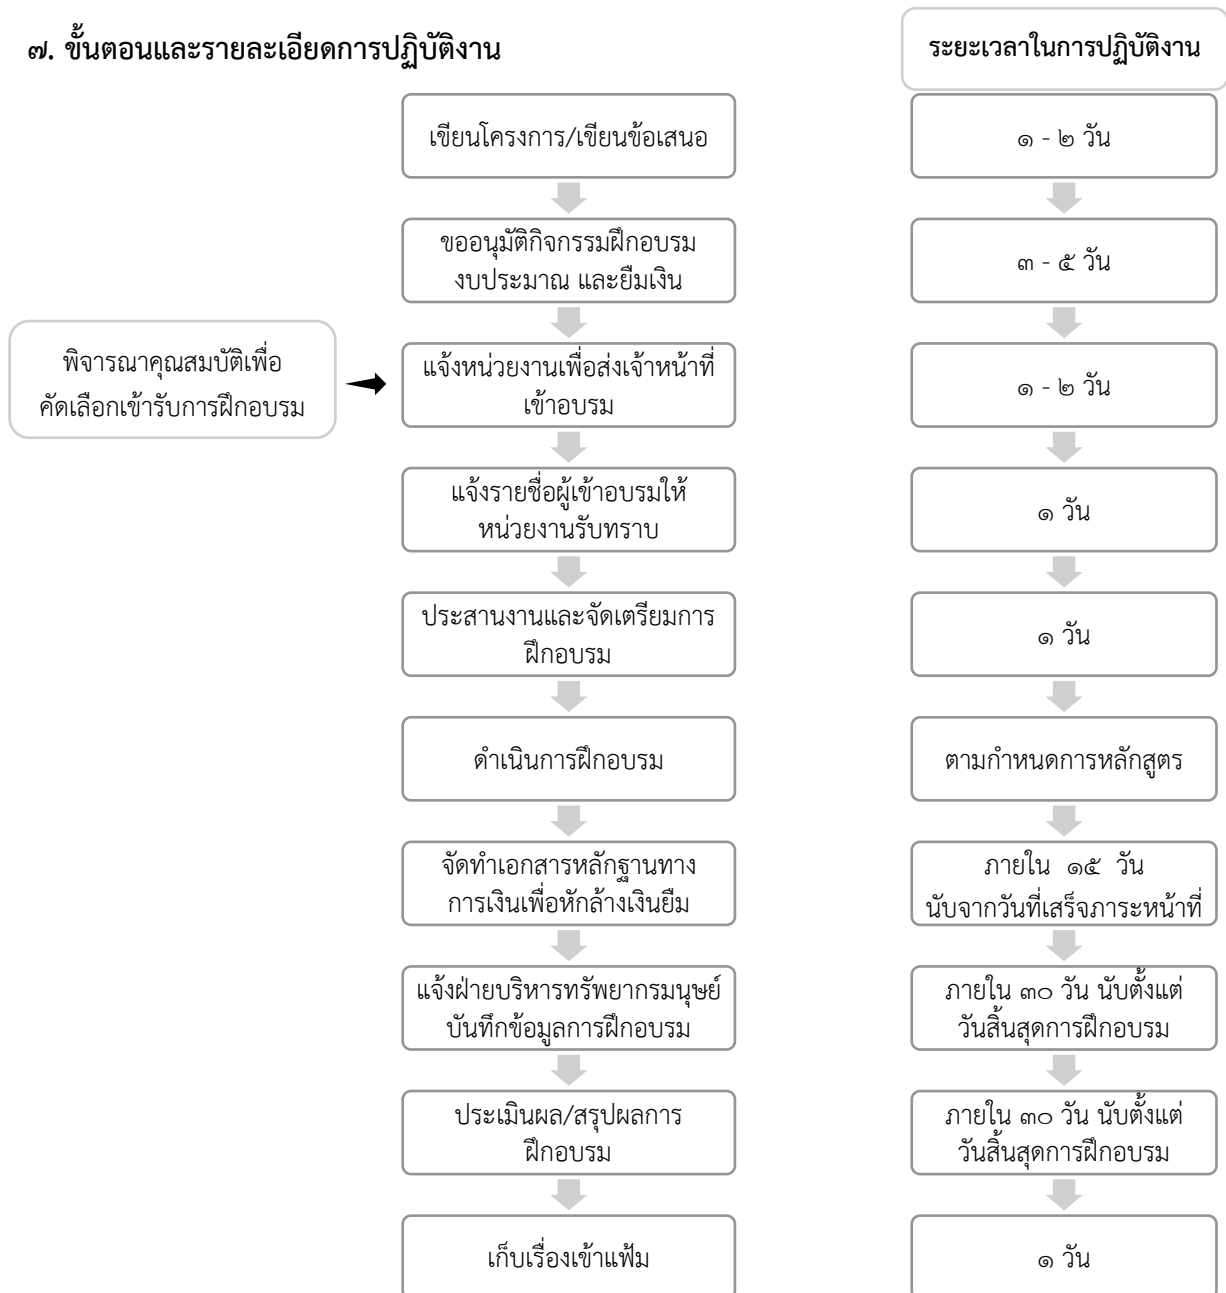 ๗. ขั้นตอนและรายละเอียดการปฏิบัติงาน
ระยะเวลาในการปฏิบัติงาน
เขียนโครงการ/เขียนข้อเสนอ
๑ - ๒ วัน
ขออนุมัติกิจกรรมฝึกอบรม
งบประมาณ และยืมเงิน
๓ - ๕ วัน
พิจารณาคุณสมบัติเพื่อ
คัดเลือกเข้ารับการฝึกอบรม
แจ้งหน่วยงานเพื่อส่งเจ้าหน้าที่
เข้าอบรม
๑ - ๒ วัน
แจ้งรายชื่อผู้เข้าอบรมให้
หน่วยงานรับทราบ
๑ วัน
ประสานงานและจัดเตรียมการ
ฝึกอบรม
๑ วัน
ดำเนินการฝึกอบรม
ตามกำหนดการหลักสูตร
จัดทำเอกสารหลักฐานทาง
การเงินเพื่อหักล้างเงินยืม
ภายใน ๑๕ วัน
นับจากวันที่เสร็จภาระหน้าที่
แจ้งฝ่ายบริหารทรัพยากรมนุษย์
บันทึกข้อมูลการฝึกอบรม
ภายใน ๓๐ วัน นับตั้งแต่
วันสิ้นสุดการฝึกอบรม
ประเมินผล/สรุปผลการ
ฝึกอบรม
ภายใน ๓๐ วัน นับตั้งแต่
วันสิ้นสุดการฝึกอบรม
เก็บเรื่องเข้าแฟ้ม
๑ วัน